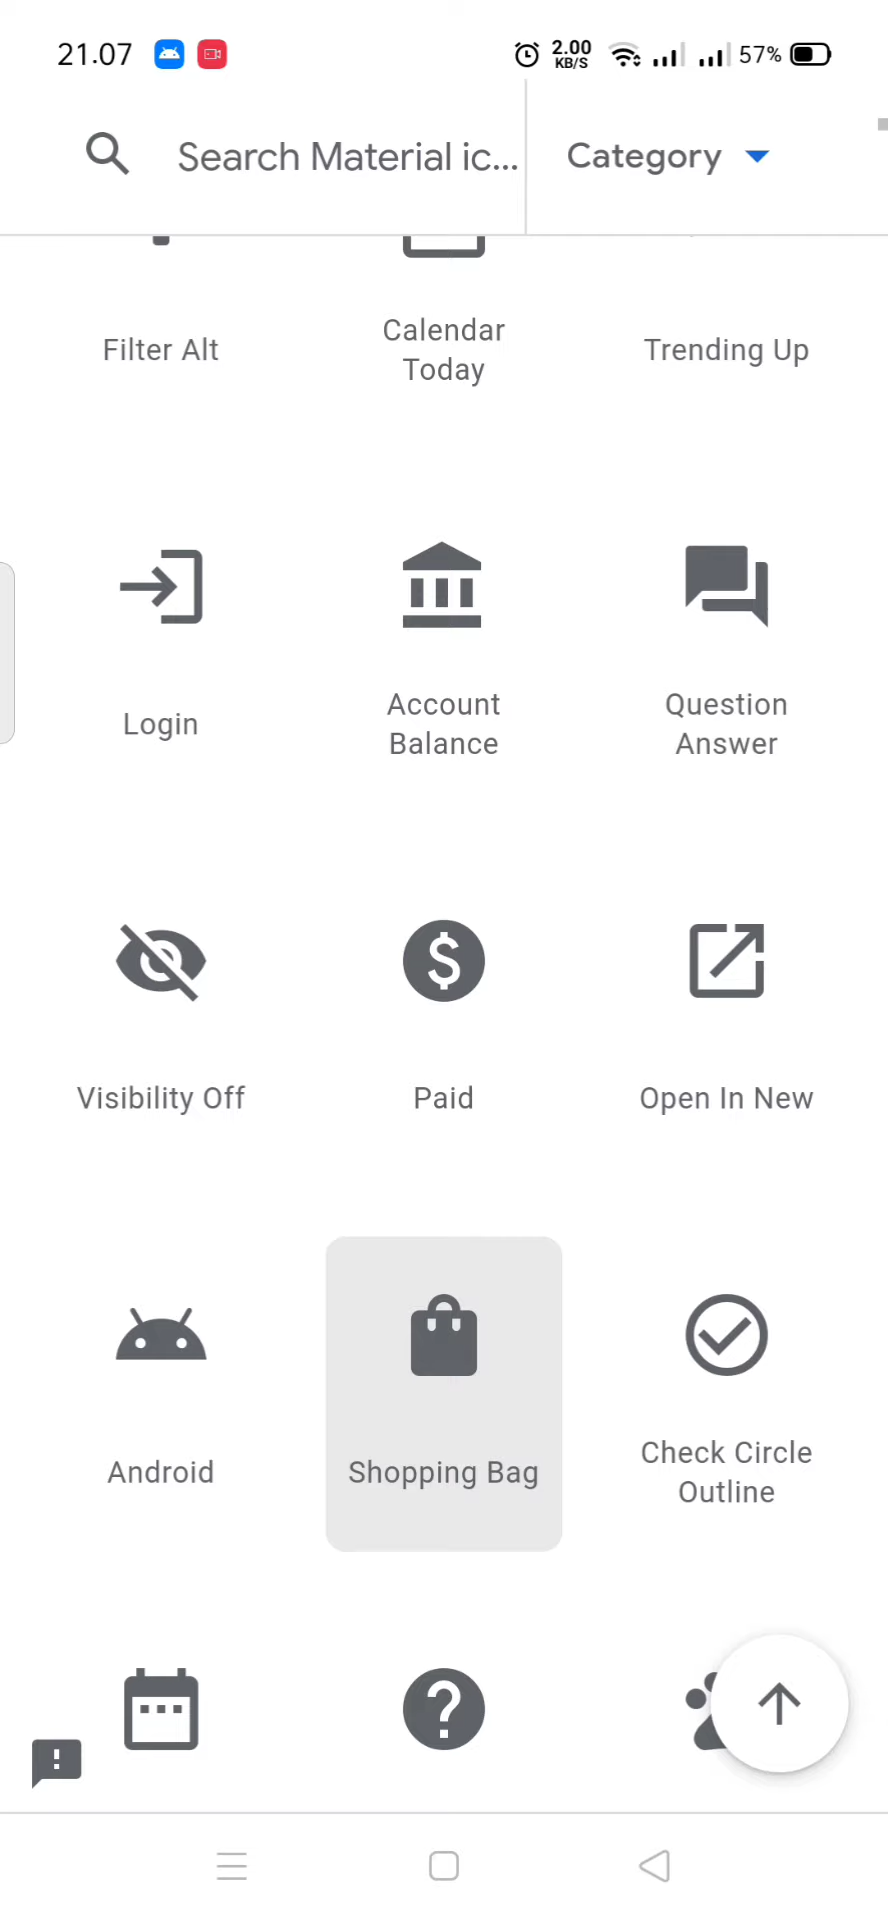 21.07
2.00
KB/S
57%
Search Material ic...
Category
Filter Alt
Calendar
Today
Trending Up
Login
Account
Balance
Question
Answer
Visibility Off
Paid
Open In New
Android
Shopping Bag
Check Circle
Outline